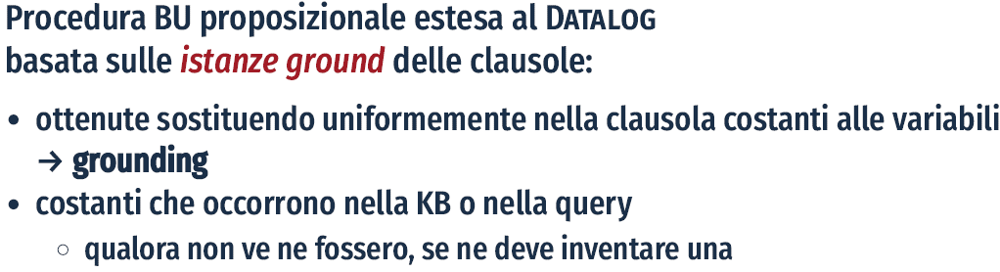 Procedura BU proposizionale estesa al DATALOG
basata sulle istanze ground delle clausole:
• ottenute sostituendo uniformemente nella clausola costanti alle variabili
→ grounding
• costanti che occorrono nella KB o nella query
○ qualora non ve ne fossero, se ne deve inventare una